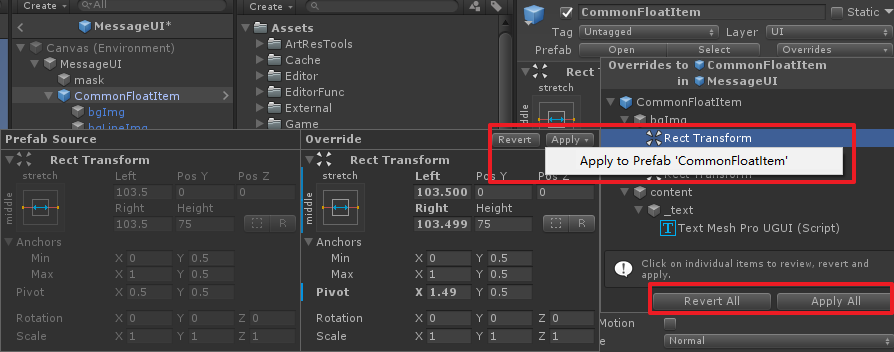 Create
All
MessageUI*
Canvas (Environment)
MessageUI
mask
CommonFloatItem
bgImg
bgLineImg
Create
Assets
ArtResTools
Cache
Editor
EditorFunc
External
Game
CommonFloatItem
Static
Tag
Untagged
Layer
UI
Prefab
Open
Select
Overrides
Rect T
stretch
middle
Overrides to CommonFloatItem
in MessageUI
CommonFloatItem
bgImg
Rect Transform
Rect Transform
content
_text
Text Mesh Pro UGUI (Script)
Click on individual items to review, revert and
apply.
Revert All
Apply All
Motion
Normal
Prefab Source
Rect Transform
stretch
middle
Left
Pos Y
Pos Z
103.5
0
0
Right
Height
103.5
75
R
Anchors
Min
X 0
Y 0.5
Max
X 1
Y 0.5
Pivot
X 0.5
Y 0.5
Rotation
X 0
Y 0
Z 0
Scale
X 1
Y 1
Z 1
Override
Revert
Apply
Apply to Prefab 'CommonFloatItem'
Rect Transform
stretch
middle
Left
Pos Y
Pos Z
103.500
0
0
Right
Height
103.499
75
R
Anchors
Min
X 0
Y 0.5
Max
X 1
Y 0.5
Pivot
X 1.49
Y 0.5
Rotation
X 0
Y 0
Z 0
Scale
X 1
Y 1
Z 1